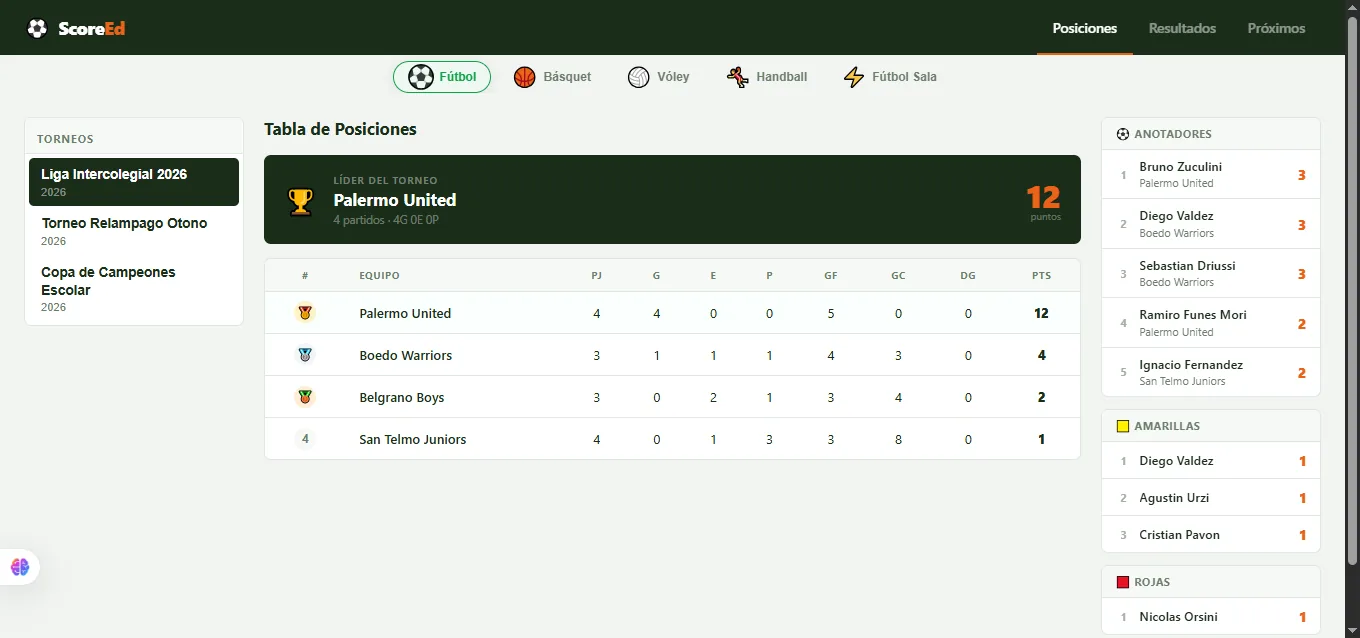 ScoreEd
Posiciones Resultados Próximos
Fútbol Básquet Vóley Handball Fútbol Sala
TORNEOS
Liga Intercolegial 2026
2026
Torneo Relampago Otono
2026
Copa de Campeones
Escolar
2026
Tabla de Posiciones
LÍDER DEL TORNEO
Palermo United
4 partidos · 4G 0E 0P
12
puntos
# EQUIPO PJ G E P GF GC DG PTS
Palermo United 4 4 0 0 5 0 0 12
Boedo Warriors 3 1 1 1 4 3 0 4
Belgrano Boys 3 0 2 1 3 4 0 2
4 San Telmo Juniors 4 0 1 3 3 8 0 1
ANOTADORES
1 Bruno Zuculini 3
Palermo United
2 Diego Valdez 3
Boedo Warriors
3 Sebastian Driussi 3
Boedo Warriors
4 Ramiro Funes Mori 2
Palermo United
5 Ignacio Fernandez 2
San Telmo Juniors
AMARILLAS
1 Diego Valdez 1
2 Agustin Urzi 1
3 Cristian Pavon 1
ROJAS
1 Nicolas Orsini 1